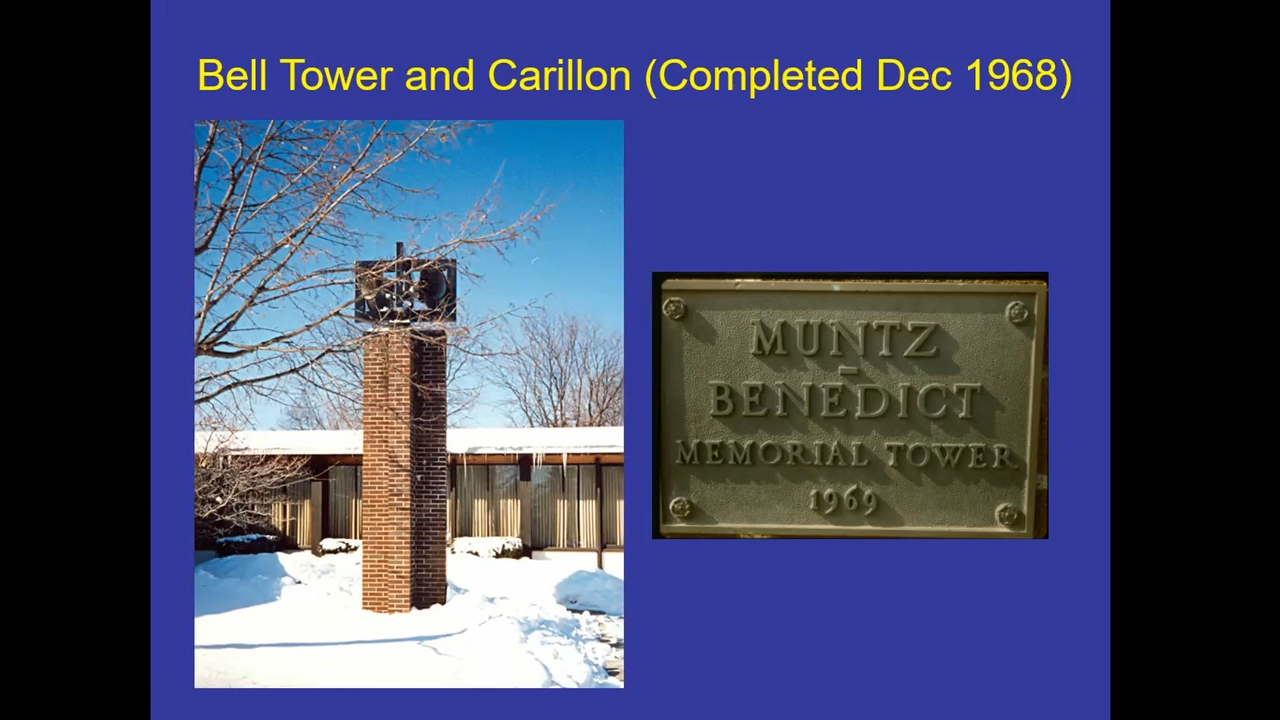 Bell Tower and Carillon (Completed Dec 1968)
MUNTZ
-
BENEDICT
MEMORIAL TOWER
1969